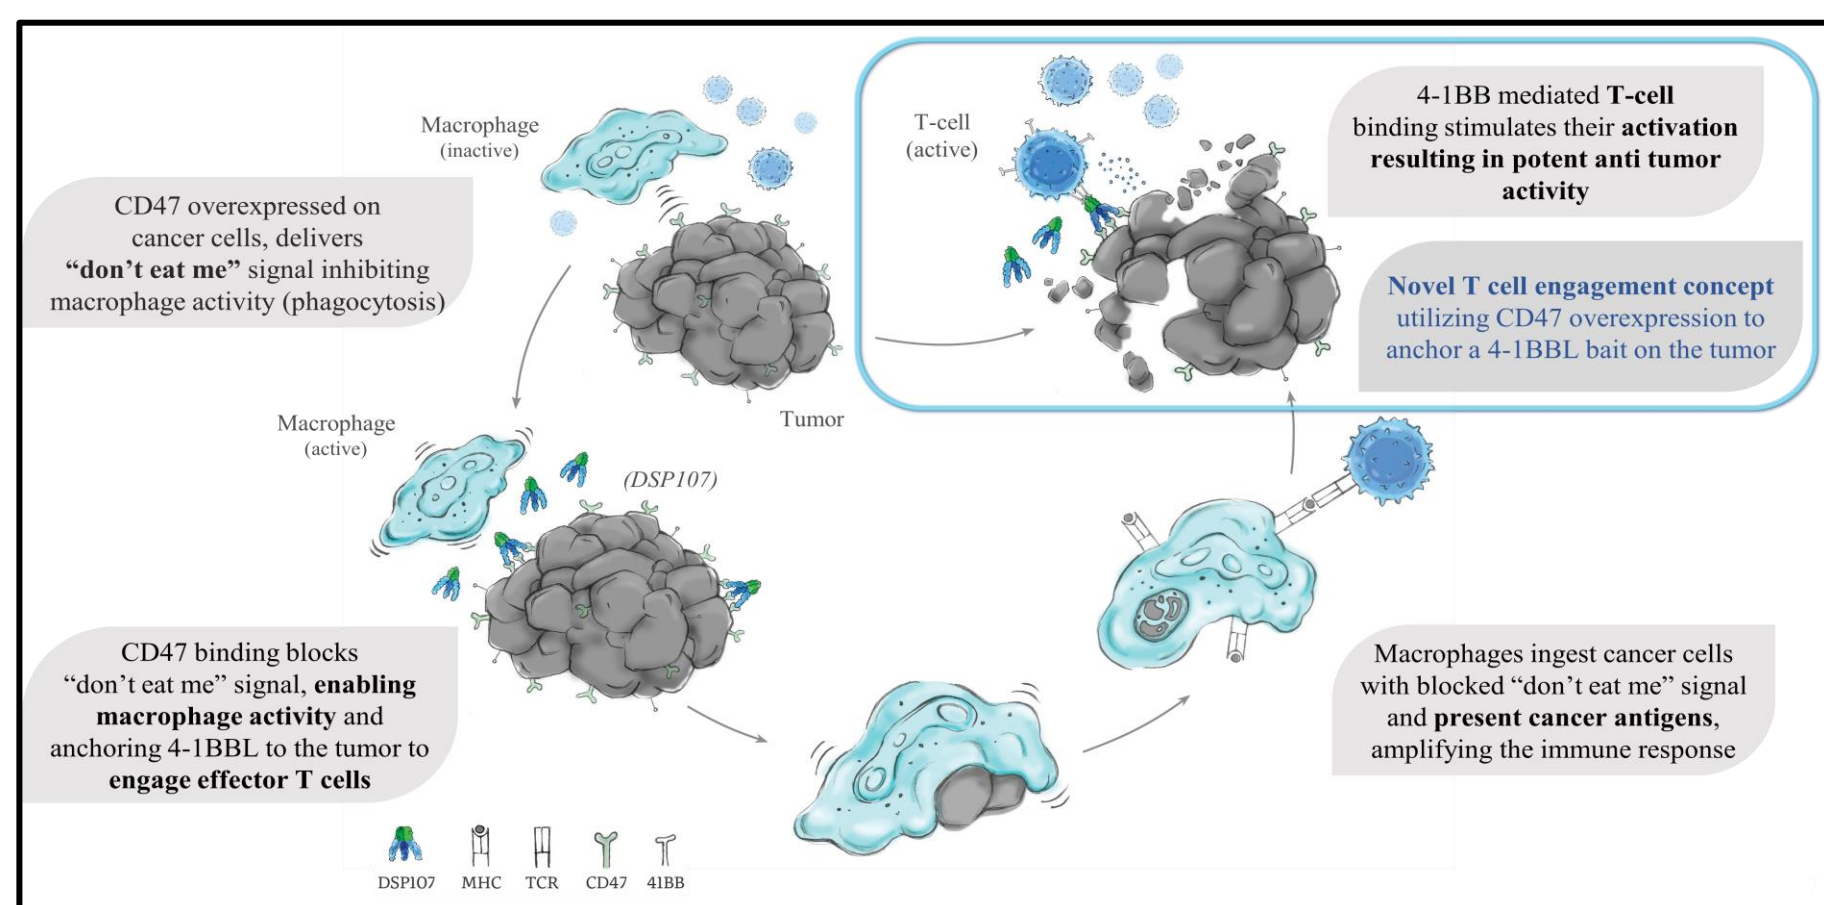 Macrophage
(inactive)
CD47 overexpressed on
cancer cells, delivers
“don’t eat me” signal inhibiting
macrophage activity (phagocytosis)
T-cell
(active)
4-1BB mediated T-cell
binding stimulates their activation
resulting in potent anti tumor
activity
Novel T cell engagement concept
utilizing CD47 overexpression to
anchor a 4-1BBL bait on the tumor
Tumor
Macrophage
(active)
(DSP107)
CD47 binding blocks
“don’t eat me” signal, enabling
macrophage activity and
anchoring 4-1BBL to the tumor to
engage effector T cells
Macrophages ingest cancer cells
with blocked “don’t eat me” signal
and present cancer antigens,
amplifying the immune response
DSP107 MHC TCR CD47 41BB